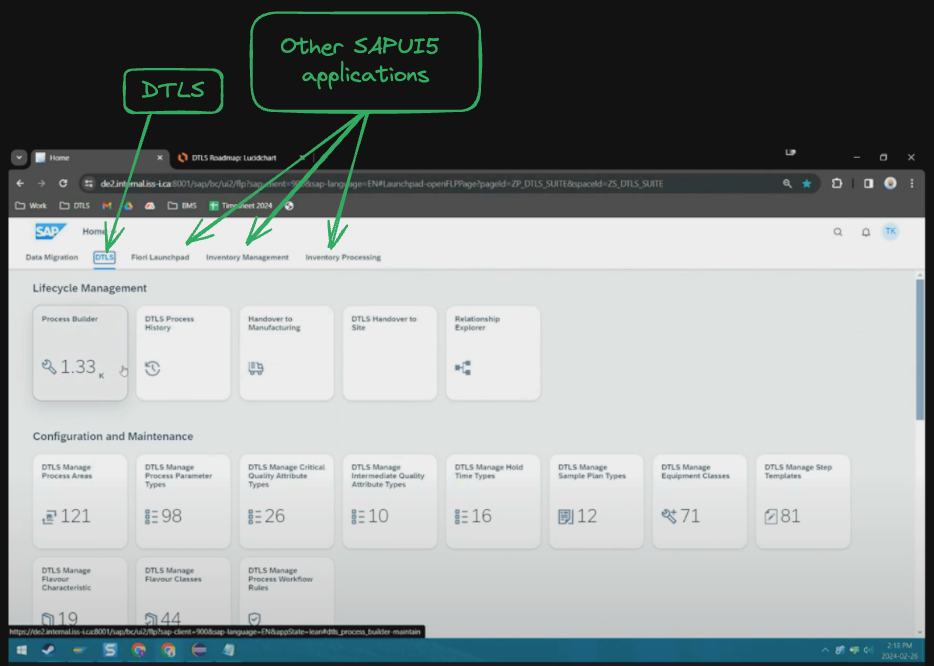 Other SAPUI5
applications
DTLS
Home
DTLS Roadmap: Lucidchart
de2.internal.iss-i.ca:8001/sap/bc/ui2/flp?sap-client=900&sap-language=EN#Launchpad-openFLPPage?pageId=ZP_DTLS_SUITE&spaceId=ZS_DTLS_SUITE
Work DTLS BMS Timesheet 2024
SAP Home TK
Data Migration DTLS Fiori Launchpad Inventory Management Inventory Processing
Lifecycle Management
Process Builder
1.33 K
DTLS Process
History
Handover to
Manufacturing
DTLS Handover to
Site
Relationship
Explorer
Configuration and Maintenance
DTLS Manage
Process Areas
121
DTLS Manage
Process Parameter
Types
98
DTLS Manage Critical
Quality Attribute
Types
26
DTLS Manage
Intermediate Quality
Attribute Types
10
DTLS Manage Hold
Time Types
16
DTLS Manage
Sample Plan Types
12
DTLS Manage
Equipment Classes
71
DTLS Manage Step
Templates
81
DTLS Manage
Flavour
Characteristic
19
DTLS Manage
Flavour Classes
44
DTLS Manage
Process Workflow
Rules
https://de2.internal.iss-i.ca:8001/sap/bc/ui2/flp?sap-client=900&sap-language=EN&appState=lean#dtls_process_builder-maintain
2:13 PM
2024-02-26